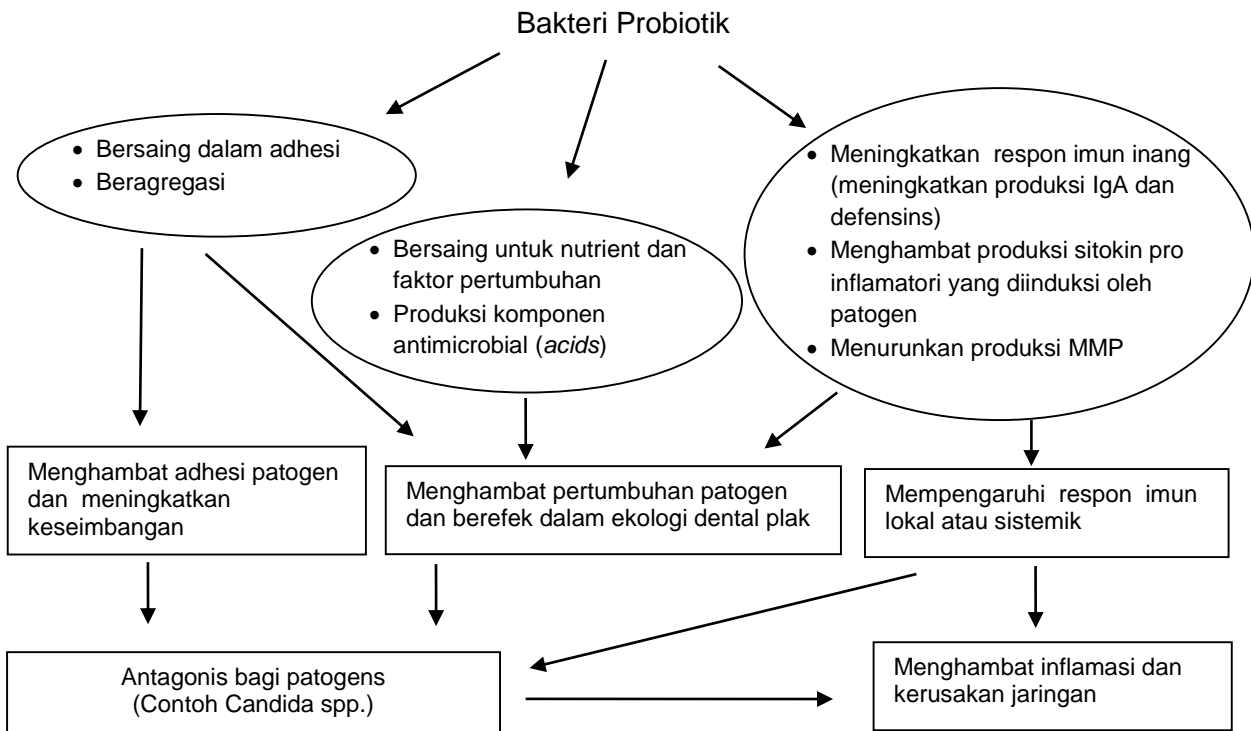 Bakteri Probiotik
• Bersaing dalam adhesi
• Beragregasi
• Bersaing untuk nutrient dan
faktor pertumbuhan
• Produksi komponen
antimicrobial (acids)
• Meningkatkan respon imun inang
(meningkatkan produksi IgA dan
defensins)
• Menghambat produksi sitokin pro
inflamatori yang diinduksi oleh
patogen
• Menurunkan produksi MMP
Menghambat adhesi patogen
dan meningkatkan
keseimbangan
Menghambat pertumbuhan patogen
dan berefek dalam ekologi dental plak
Mempengaruhi respon imun
lokal atau sistemik
Antagonis bagi patogens
(Contoh Candida spp.)
Menghambat inflamasi dan
kerusakan jaringan